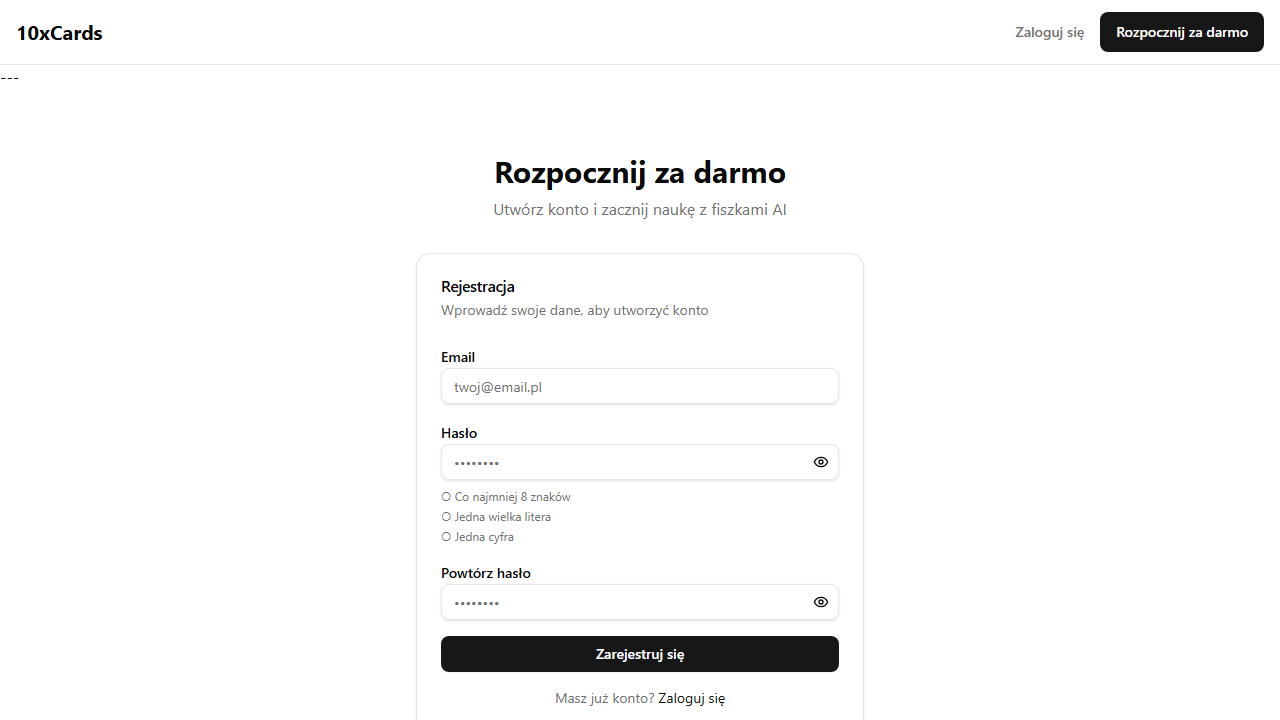 10xCards
Zaloguj się
Rozpocznij za darmo
---
Rozpocznij za darmo
Utwórz konto i zacznij naukę z fiszkami AI
Rejestracja
Wprowadź swoje dane, aby utworzyć konto
Email
twoj@email.pl
Hasło
••••••••
○ Co najmniej 8 znaków
○ Jedna wielka litera
○ Jedna cyfra
Powtórz hasło
••••••••
Zarejestruj się
Masz już konto? Zaloguj się